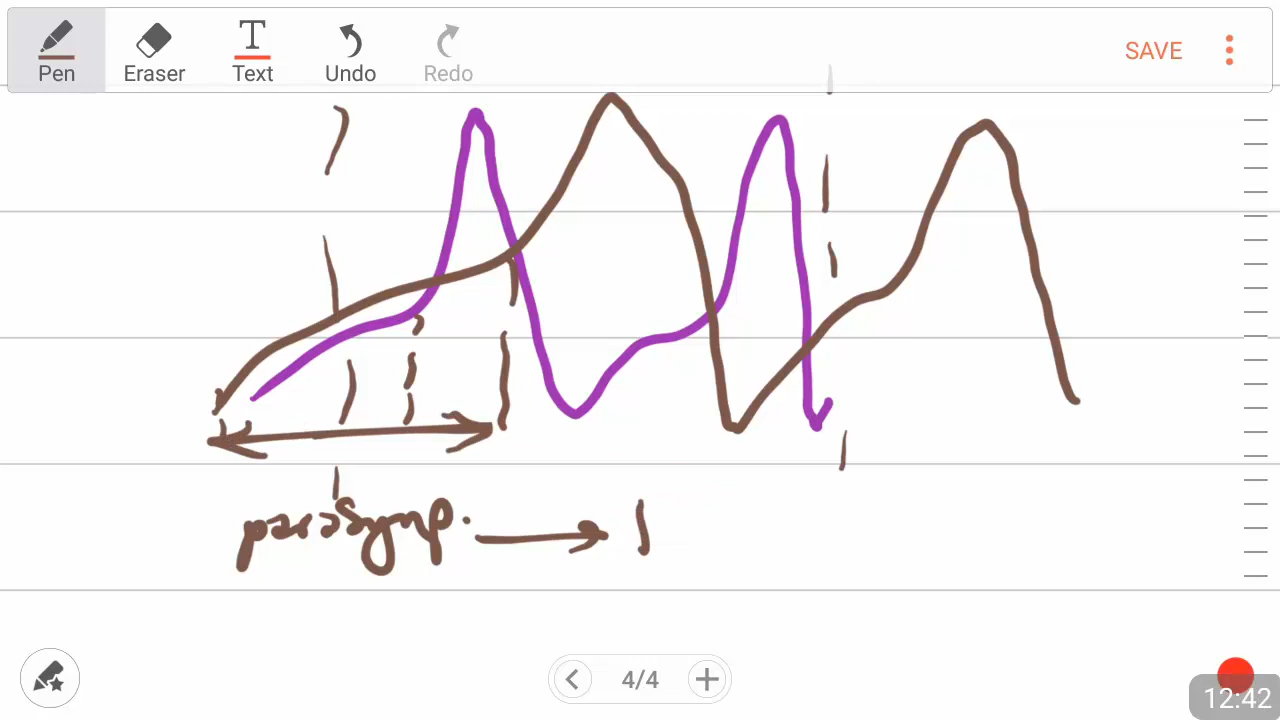 Pen Eraser Text Undo Redo SAVE
parasymp. →
4/4
12:42